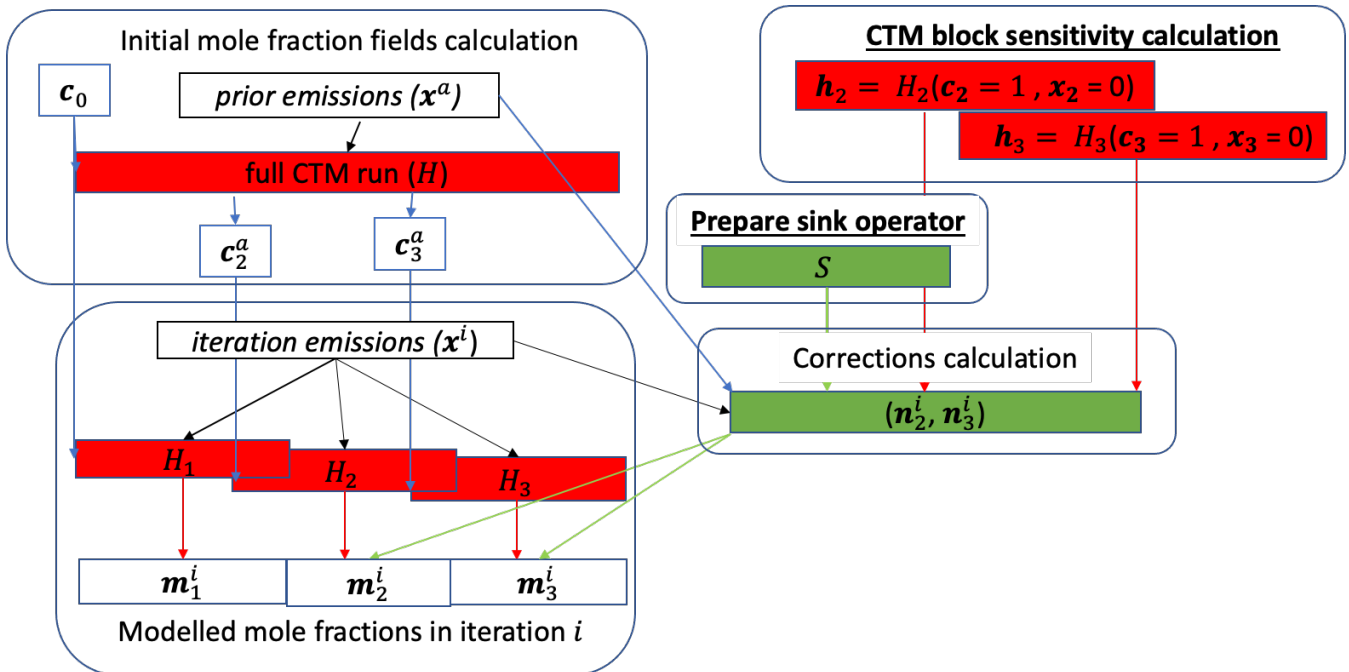 Initial mole fraction fields calculation
c₀
prior emissions (xᵃ)
full CTM run (H)
c₂ᵃ
c₃ᵃ
CTM block sensitivity calculation
h₂ = H₂(c₂ = 1 , x₂ = 0)
h₃ = H₃(c₃ = 1 , x₃ = 0)
Prepare sink operator
S
Corrections calculation
(n₂ⁱ, n₃ⁱ)
iteration emissions (xⁱ)
H₁
H₂
H₃
m₁ⁱ
m₂ⁱ
m₃ⁱ
Modelled mole fractions in iteration i